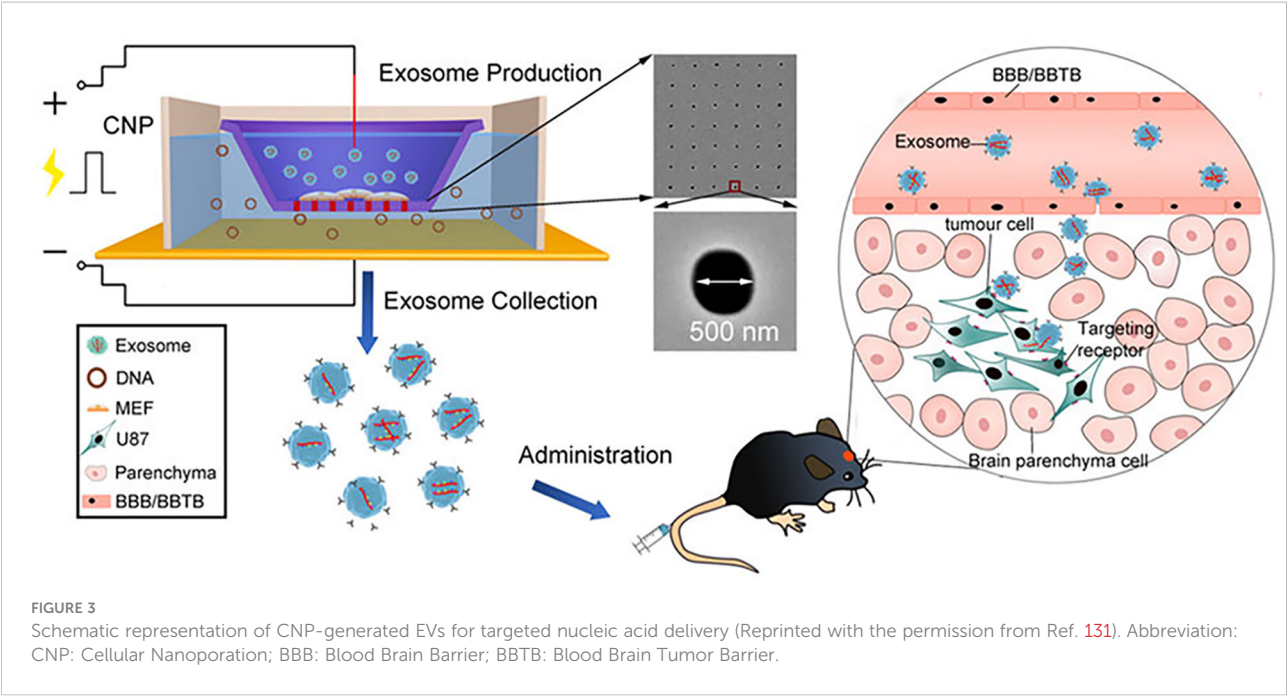 Exosome Production
+
CNP
−
BBB/BBTB
Exosome
tumour cell
Targeting
receptor
Brain parenchyma cell
500 nm
Exosome Collection
Exosome
DNA
MEF
U87
Parenchyma
BBB/BBTB
Administration
FIGURE 3
Schematic representation of CNP-generated EVs for targeted nucleic acid delivery (Reprinted with the permission from Ref. 131). Abbreviation:
CNP: Cellular Nanoporation; BBB: Blood Brain Barrier; BBTB: Blood Brain Tumor Barrier.